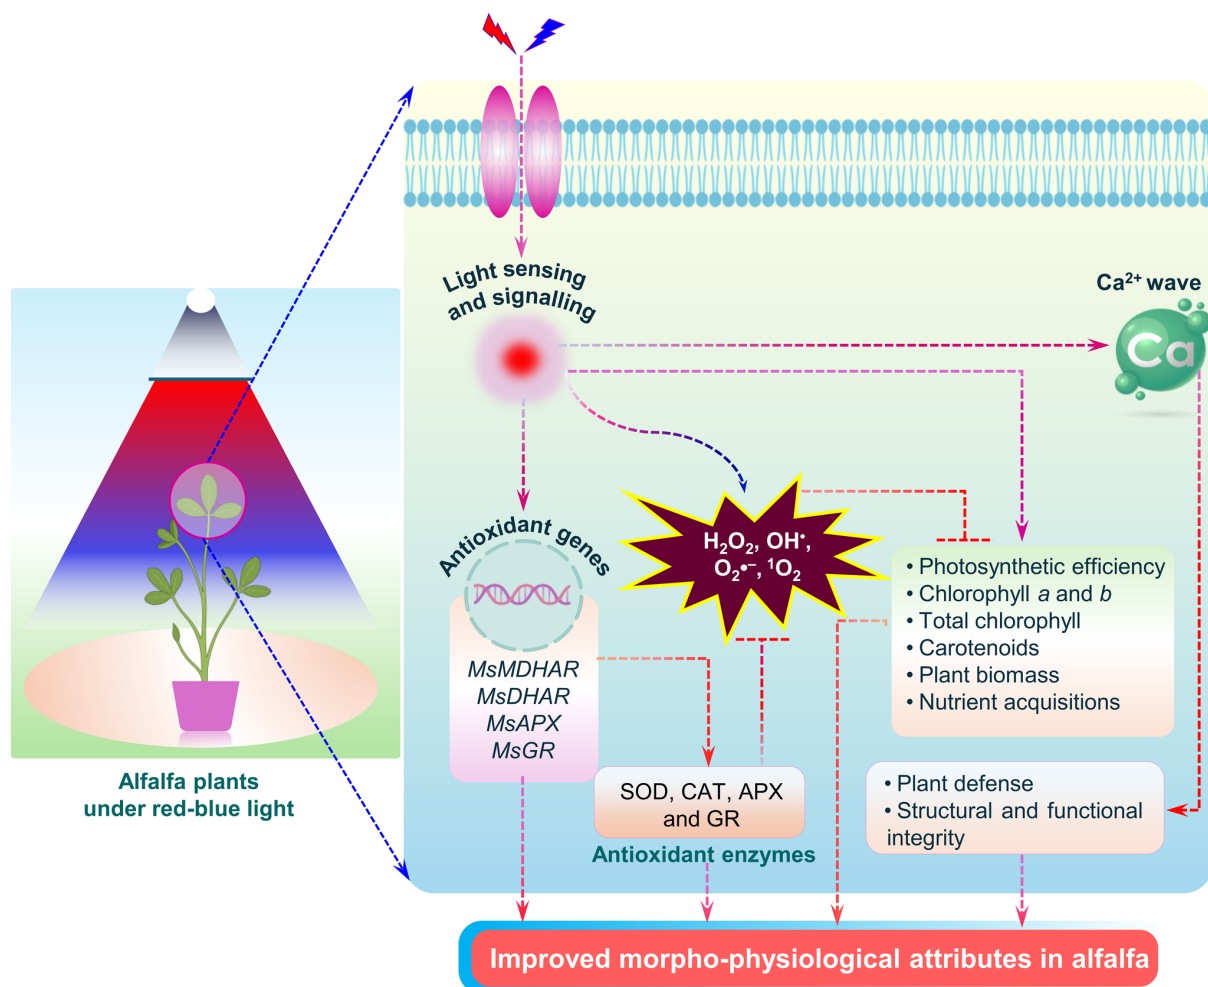 Light sensing
and signalling
Ca²⁺ wave
Ca
Antioxidant genes
H₂O₂, OH•,
O₂•–, ¹O₂
• Photosynthetic efficiency
• Chlorophyll a and b
• Total chlorophyll
• Carotenoids
• Plant biomass
• Nutrient acquisitions
MsMDHAR
MsDHAR
MsAPX
MsGR
Alfalfa plants
under red-blue light
SOD, CAT, APX
and GR
Antioxidant enzymes
• Plant defense
• Structural and functional
integrity
Improved morpho-physiological attributes in alfalfa